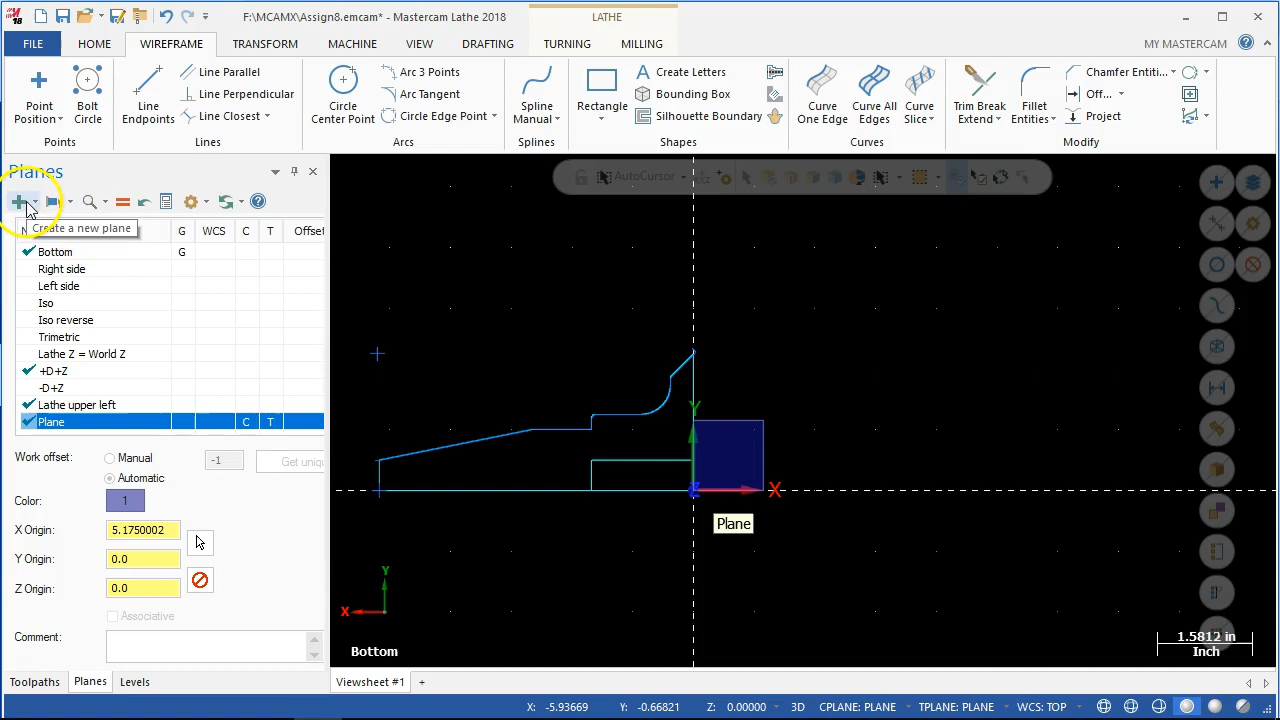 F:\MCAMX\Assign8.emcam* - Mastercam Lathe 2018
LATHE
FILE
HOME
WIREFRAME
TRANSFORM
MACHINE
VIEW
DRAFTING
TURNING
MILLING
MY MASTERCAM
Point Position
Bolt Circle
Points
Line Endpoints
Line Parallel
Line Perpendicular
Line Closest
Lines
Circle Center Point
Arc 3 Points
Arc Tangent
Circle Edge Point
Arcs
Spline Manual
Splines
Rectangle
Create Letters
Bounding Box
Silhouette Boundary
Shapes
Curve One Edge
Curve All Edges
Curve Slice
Curves
Trim Break Extend
Fillet Entities
Chamfer Entiti...
Off...
Project
Modify
Planes
Create a new plane
N
G
WCS
C
T
Offset
Bottom G
Right side
Left side
Iso
Iso reverse
Trimetric
Lathe Z = World Z
+D+Z
-D+Z
Lathe upper left
Plane C T
Work offset:
Manual
-1
Get uniqu
Automatic
Color:
1
X Origin:
5.1750002
Y Origin:
0.0
Z Origin:
0.0
Associative
Comment:
Toolpaths
Planes
Levels
AutoCursor
Y
Z
X
Plane
Y
X
Bottom
1.5812 in
Inch
Viewsheet #1
+
X: -5.93669
Y: -0.66821
Z: 0.00000
3D
CPLANE: PLANE
TPLANE: PLANE
WCS: TOP